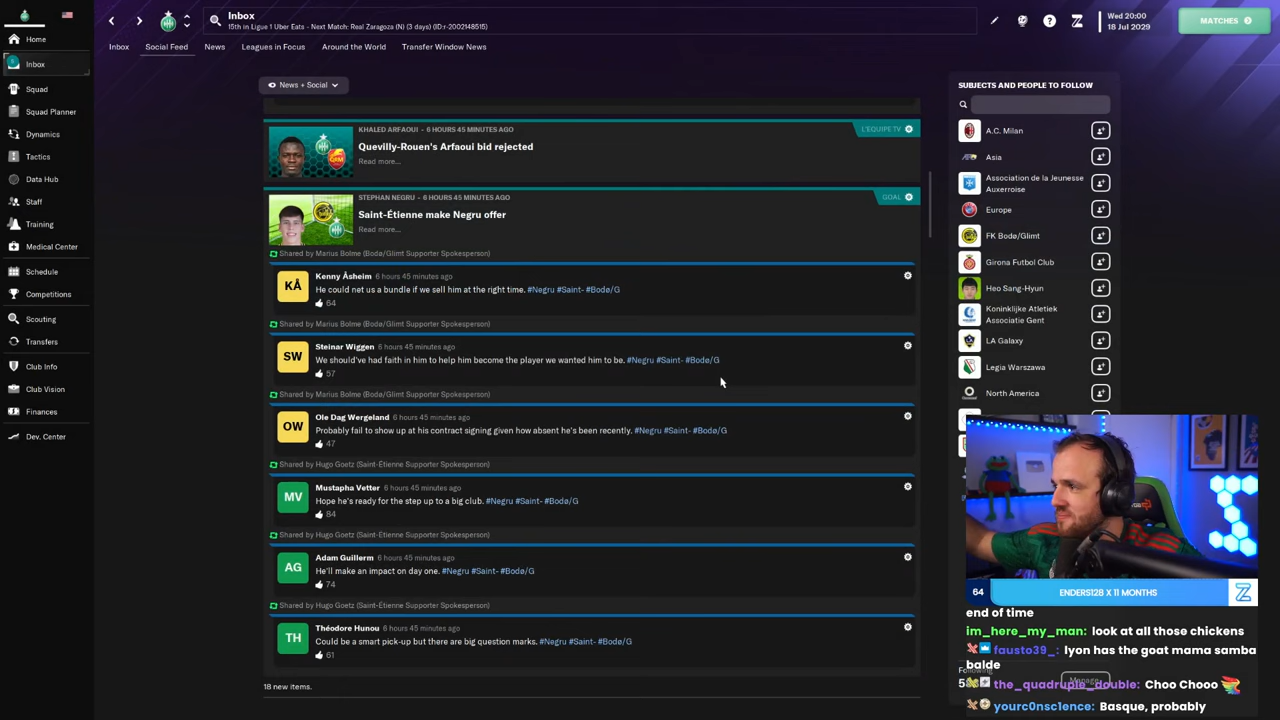 Inbox
15th in Ligue 1 Uber Eats - Next Match: Real Zaragoza (N) (3 days) (ID:r-2002148515)
Wed 20:00
18 Jul 2029
MATCHES
Home
Inbox
Squad
Squad Planner
Dynamics
Tactics
Data Hub
Staff
Training
Medical Center
Schedule
Competitions
Scouting
Transfers
Club Info
Club Vision
Finances
Dev. Center
Inbox
Social Feed
News
Leagues in Focus
Around the World
Transfer Window News
News + Social
KHALED ARFAOUI - 6 HOURS 45 MINUTES AGO
L'EQUIPE TV
Quevilly-Rouen's Arfaoui bid rejected
Read more...
STEPHAN NEGRU - 6 HOURS 45 MINUTES AGO
GOAL
Saint-Étienne make Negru offer
Read more...
Shared by Marius Bolme (Bodø/Glimt Supporter Spokesperson)
KÅ
Kenny Åsheim 6 hours 45 minutes ago
He could net us a bundle if we sell him at the right time. #Negru #Saint- #Bodø/G
64
Shared by Marius Bolme (Bodø/Glimt Supporter Spokesperson)
SW
Steinar Wiggen 6 hours 45 minutes ago
We should've had faith in him to help him become the player we wanted him to be. #Negru #Saint- #Bodø/G
57
Shared by Marius Bolme (Bodø/Glimt Supporter Spokesperson)
OW
Ole Dag Wergeland 6 hours 45 minutes ago
Probably fail to show up at his contract signing given how absent he's been recently. #Negru #Saint- #Bodø/G
47
Shared by Hugo Goetz (Saint-Étienne Supporter Spokesperson)
MV
Mustapha Vetter 6 hours 45 minutes ago
Hope he's ready for the step up to a big club. #Negru #Saint- #Bodø/G
84
Shared by Hugo Goetz (Saint-Étienne Supporter Spokesperson)
AG
Adam Guillerm 6 hours 45 minutes ago
He'll make an impact on day one. #Negru #Saint- #Bodø/G
74
Shared by Hugo Goetz (Saint-Étienne Supporter Spokesperson)
TH
Théodore Hunou 6 hours 45 minutes ago
Could be a smart pick-up but there are big question marks. #Negru #Saint- #Bodø/G
61
18 new items.
SUBJECTS AND PEOPLE TO FOLLOW
A.C. Milan
Asia
Association de la Jeunesse
Auxerroise
Europe
FK Bodø/Glimt
Girona Futbol Club
Heo Sang-Hyun
Koninklijke Atletiek
Associatie Gent
LA Galaxy
Legia Warszawa
North America
64
ENDERS128 X 11 MONTHS
end of time
im_here_my_man: look at all those chickens
fausto39_: lyon has the goat mama samba
balde
Following
Manage
the_quadruple_double: Choo Chooo
yourc0nsc1ence: Basque, probably